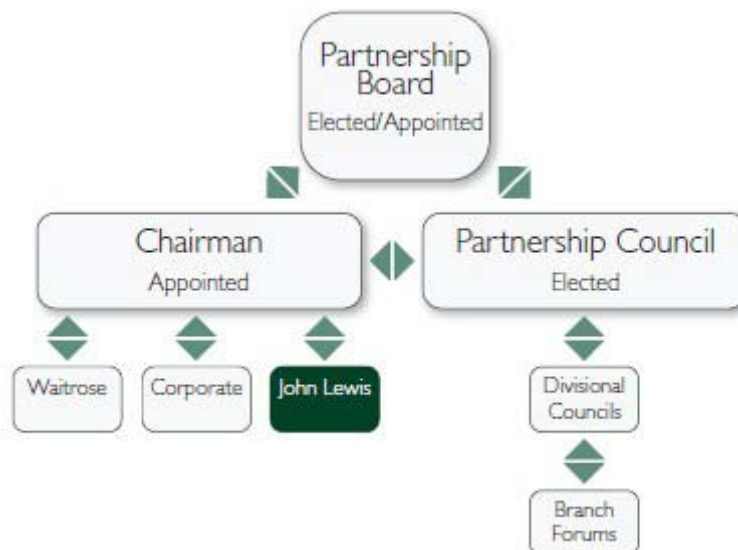 Partnership
Board
Elected/Appointed
Chairman
Appointed
Partnership Council
Elected
Waitrose
Corporate
John Lewis
Divisional
Councils
Branch
Forums